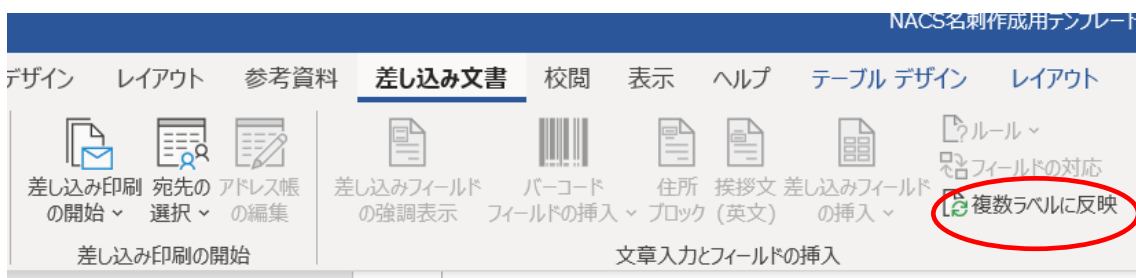 NACS名刺作成用テンプレート
デザイン レイアウト 参考資料 差し込み文書 校閲 表示 ヘルプ テーブル デザイン レイアウト
差し込み印刷の開始 宛先の選択 アドレス帳の編集 差し込みフィールドの強調表示 バーコードフィールドの挿入 住所ブロック 挨拶文(英文) 差し込みフィールドの挿入
ルール
フィールドの対応
複数ラベルに反映
差し込み印刷の開始 文章入力とフィールドの挿入